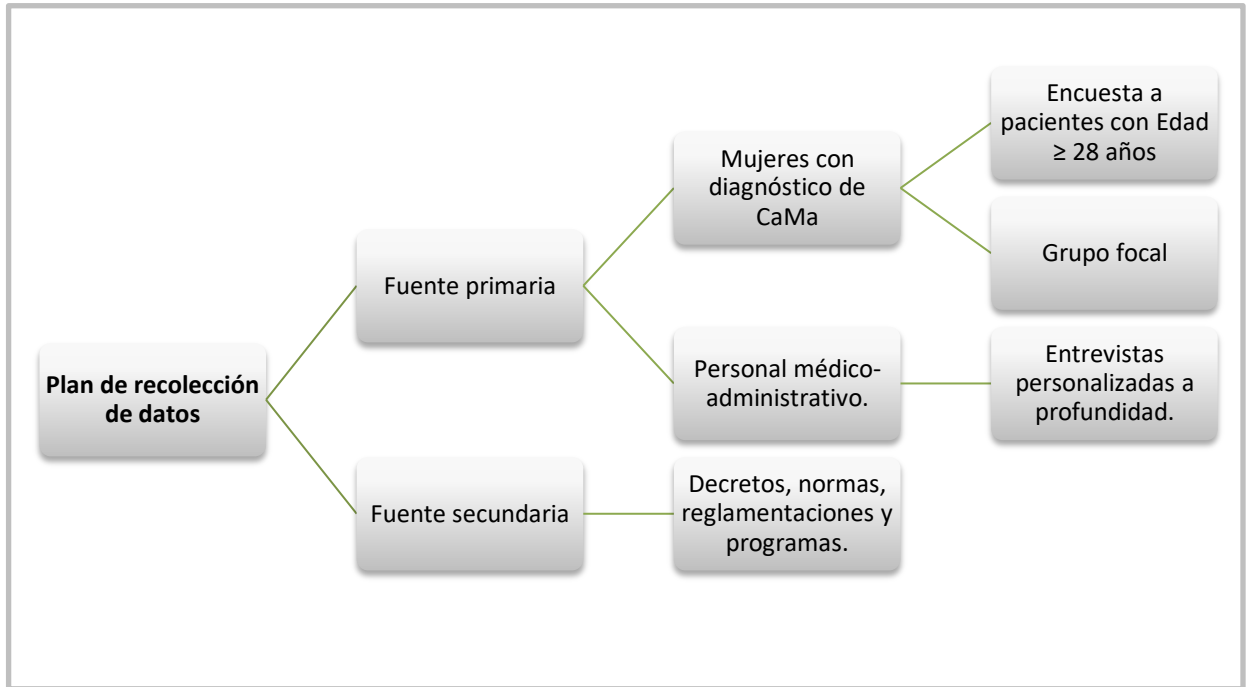 Plan de recolección
de datos
Fuente primaria
Mujeres con
diagnóstico de
CaMa
Encuesta a
pacientes con Edad
≥ 28 años
Grupo focal
Personal médico-
administrativo.
Entrevistas
personalizadas a
profundidad.
Fuente secundaria
Decretos, normas,
reglamentaciones y
programas.